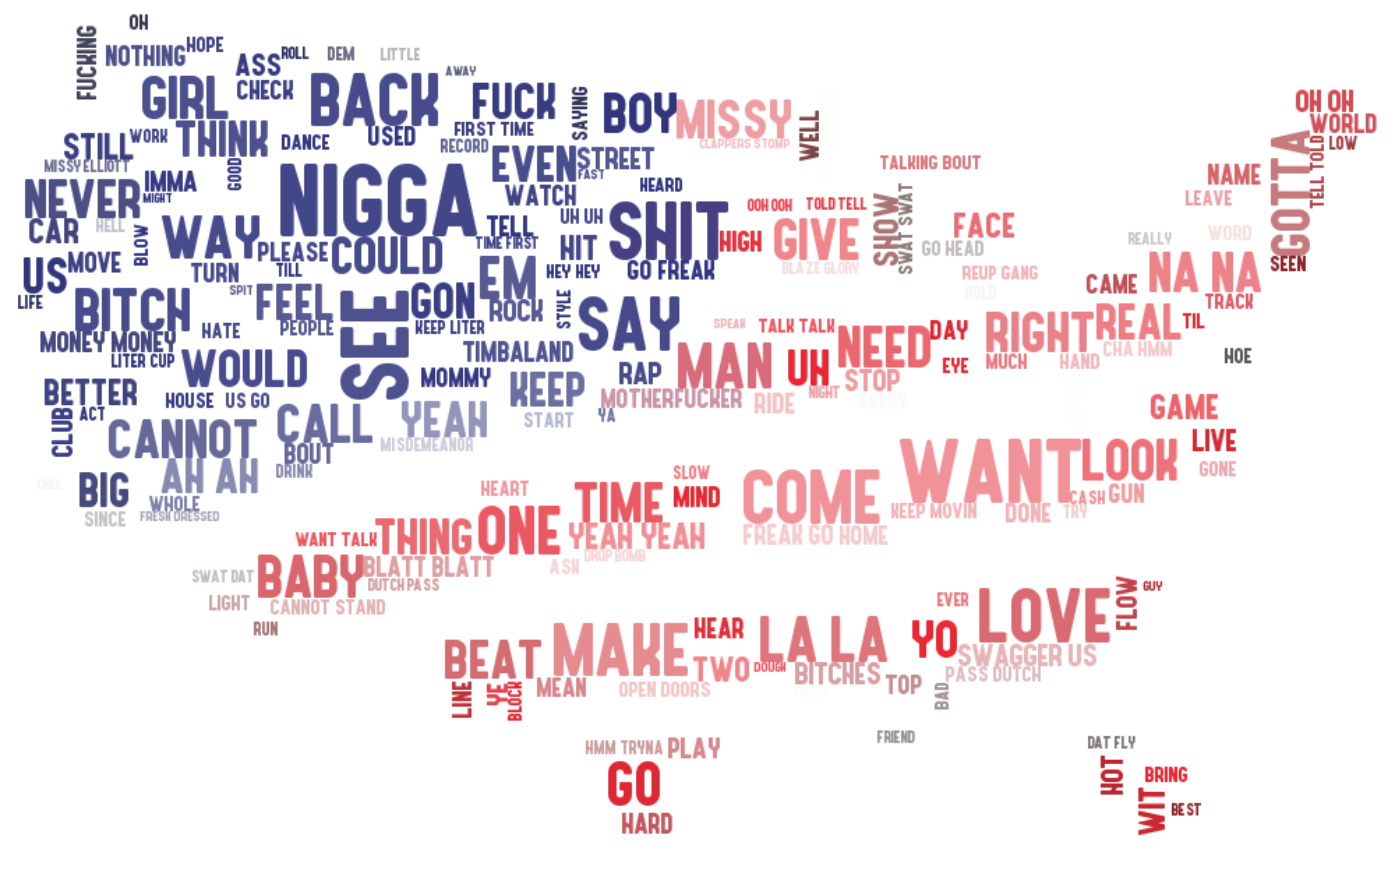 OH
FUCKING
NOTHING
HOPE
ASS
ROLL
DEM
LITTLE
AWAY
GIRL
CHECK
BACK
FUCK
SAYING
BOY
MISSY
WELL
OH OH
WORLD
STILL
WORK
THINK
DANCE
USED
FIRST TIME
RECORD
CLAPPERS STOMP
GOTTA
TELL TOLD
LOW
MISSYELLIOTT
GOOD
EVEN
STREET
FAST
TALKING BOUT
NAME
NEVER
IMMA
MIGHT
NIGGA
WATCH
HEARD
LEAVE
CAR
HELL
BLOW
WAY
PLEASE
COULD
TELL
TIME FIRST
UH UH
HIT
SHIT
HIGH
OOH OOH
TOLD TELL
GIVE
SHOW
SWAT SWAT
FACE
GO HEAD
REALLY
WORD
US
MOVE
TURN
TILL
EM
HEY HEY
GO FREAK
BLAZE GLORY
REUP GANG
HOLD
CAME
NA NA
SEEN
LIFE
BITCH
SPIT
FEEL
SEE
GON
ROCK
STYLE
SAY
TRACK
MONEY MONEY
HATE
PEOPLE
KEEP LITER
SPEAK
TALK TALK
NEED
DAY
RIGHT
REAL
TIL
LITER CUP
WOULD
TIMBALAND
MAN
UH
EYE
MUCH
HAND
CHA HMM
HOE
BETTER
MOMMY
KEEP
RAP
STOP
NIGHT
HOUSE
US GO
MOTHERFUCKER
RIDE
EVERY
CLUB
ACT
CANNOT
CALL
YEAH
START
YA
GAME
BOUT
MISDEMEANOR
WANT
LOOK
LIVE
AH AH
DRINK
SLOW
COME
GONE
CHILL
BIG
WHOLE
HEART
TIME
MIND
KEEP MOVIN
DONE
CASH
TRY
GUN
SINCE
FRESH DRESSED
WANT TALK
THING
ONE
YEAH YEAH
FREAK GO HOME
SWAT DAT
BABY
BLATT BLATT
ASK
DROP BOMB
DUTCH PASS
LIGHT
CANNOT STAND
EVER
LOVE
FLOW
GUY
RUN
BEAT
MAKE
HEAR
LA LA
YO
SWAGGER US
LINE
YE
BLOCK
MEAN
TWO
DOUGH
OPEN DOORS
BITCHES
TOP
BAD
PASS DUTCH
HMM TRYNA
PLAY
FRIEND
DAT FLY
GO
HOT
BRING
HARD
WIT
BEST